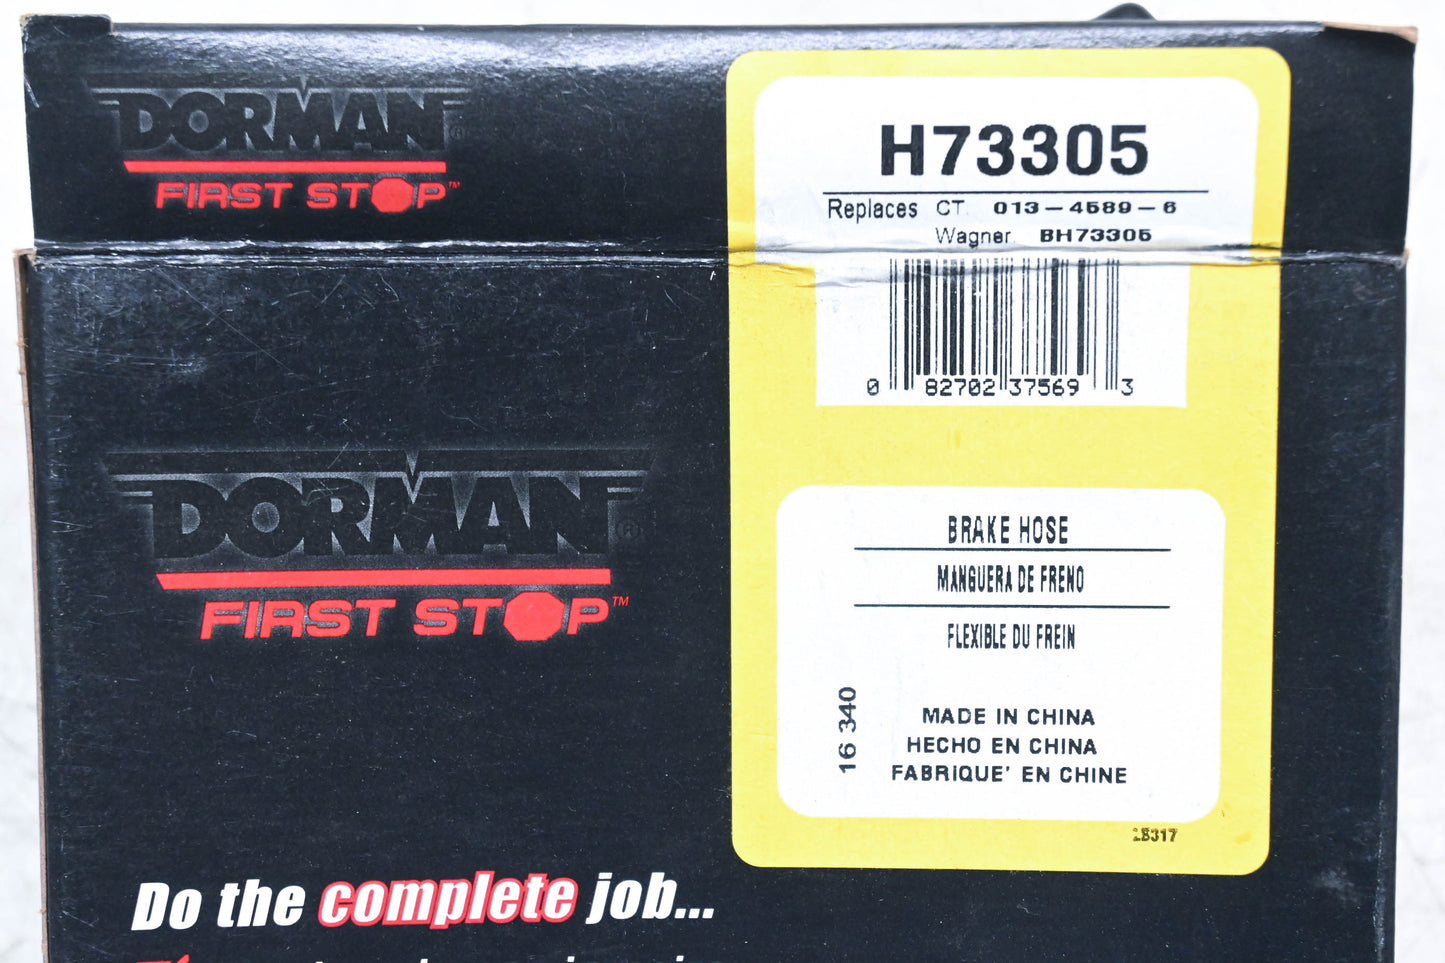 DORMAN®
FIRST STOP™
H73305
Replaces CT. 013-4589-6
Wagner BH73305
0 82702 37569 3
DORMAN®
FIRST STOP™
BRAKE HOSE
MANGUERA DE FRENO
FLEXIBLE DU FREIN
16 340
MADE IN CHINA
HECHO EN CHINA
FABRIQUE' EN CHINE
Do the complete job...